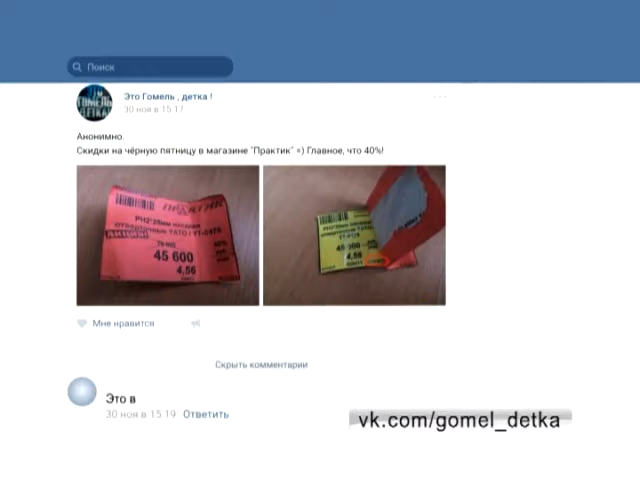 Поиск
Это Гомель , детка !
30 ноя в 15 17
Анонимно.
Скидки на чёрную пятницу в магазине "Практик" =) Главное, что 40%!
ПРАКТИК
АКЦИЯ
45 600
4,56
45 600
4,56
Мне нравится
Скрыть комментарии
Это в
30 ноя в 15 19 Ответить
vk.com/gomel_detka